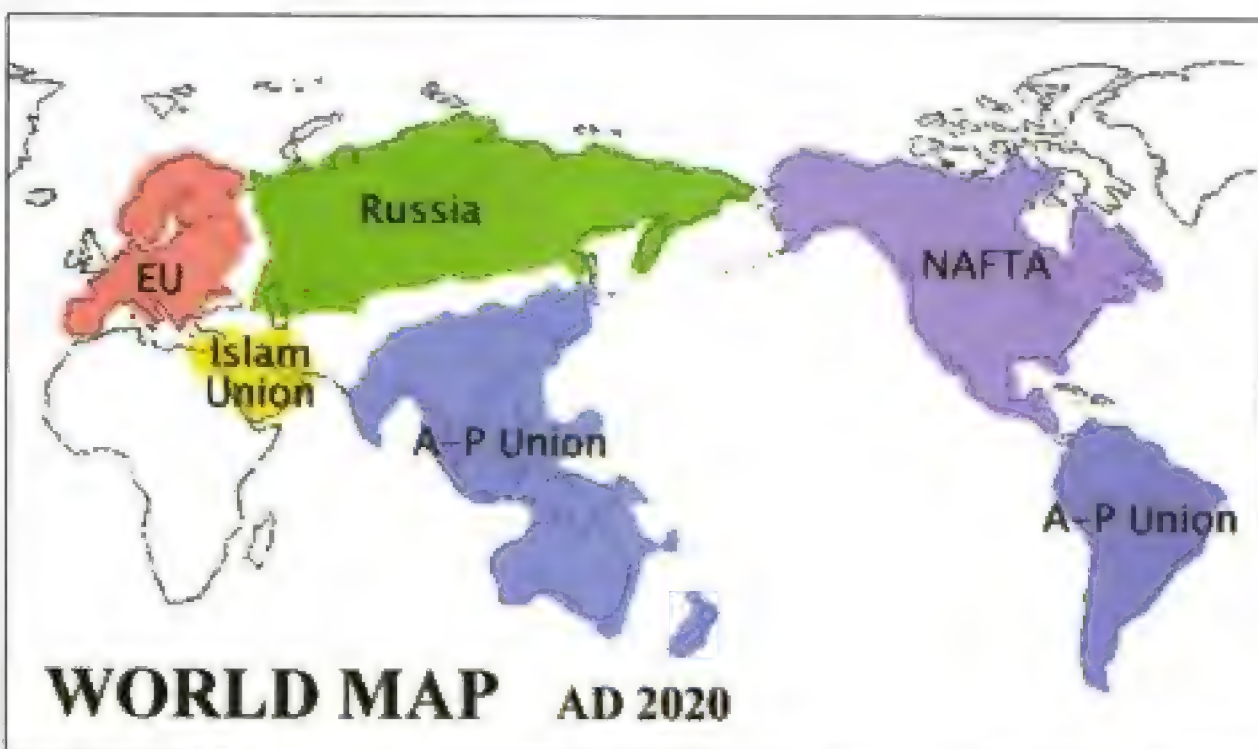 Russia
EU
NAFTA
Islam
Union
A-P Union
A-P Union
WORLD MAP AD 2020